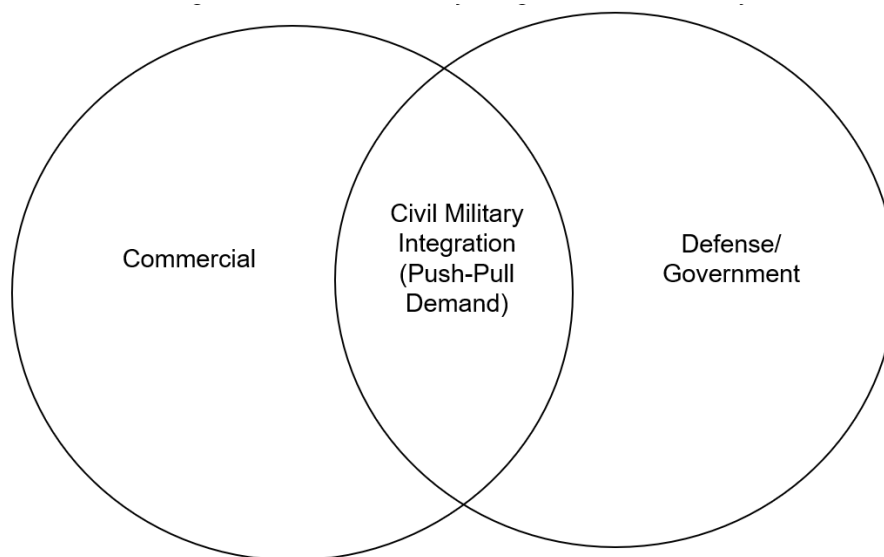 Commercial
Civil Military
Integration
(Push-Pull
Demand)
Defense/
Government